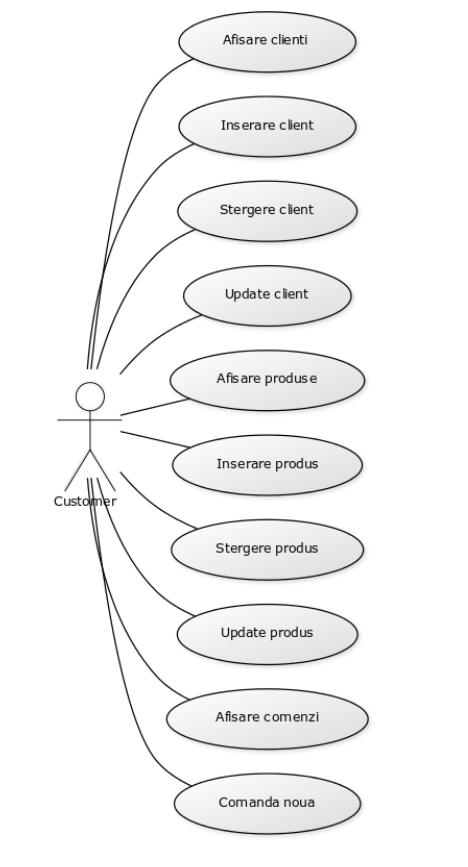 Afisare clienti
Inserare client
Stergere client
Update client
Afisare produse
Inserare produs
Customer
Stergere produs
Update produs
Afisare comenzi
Comanda noua